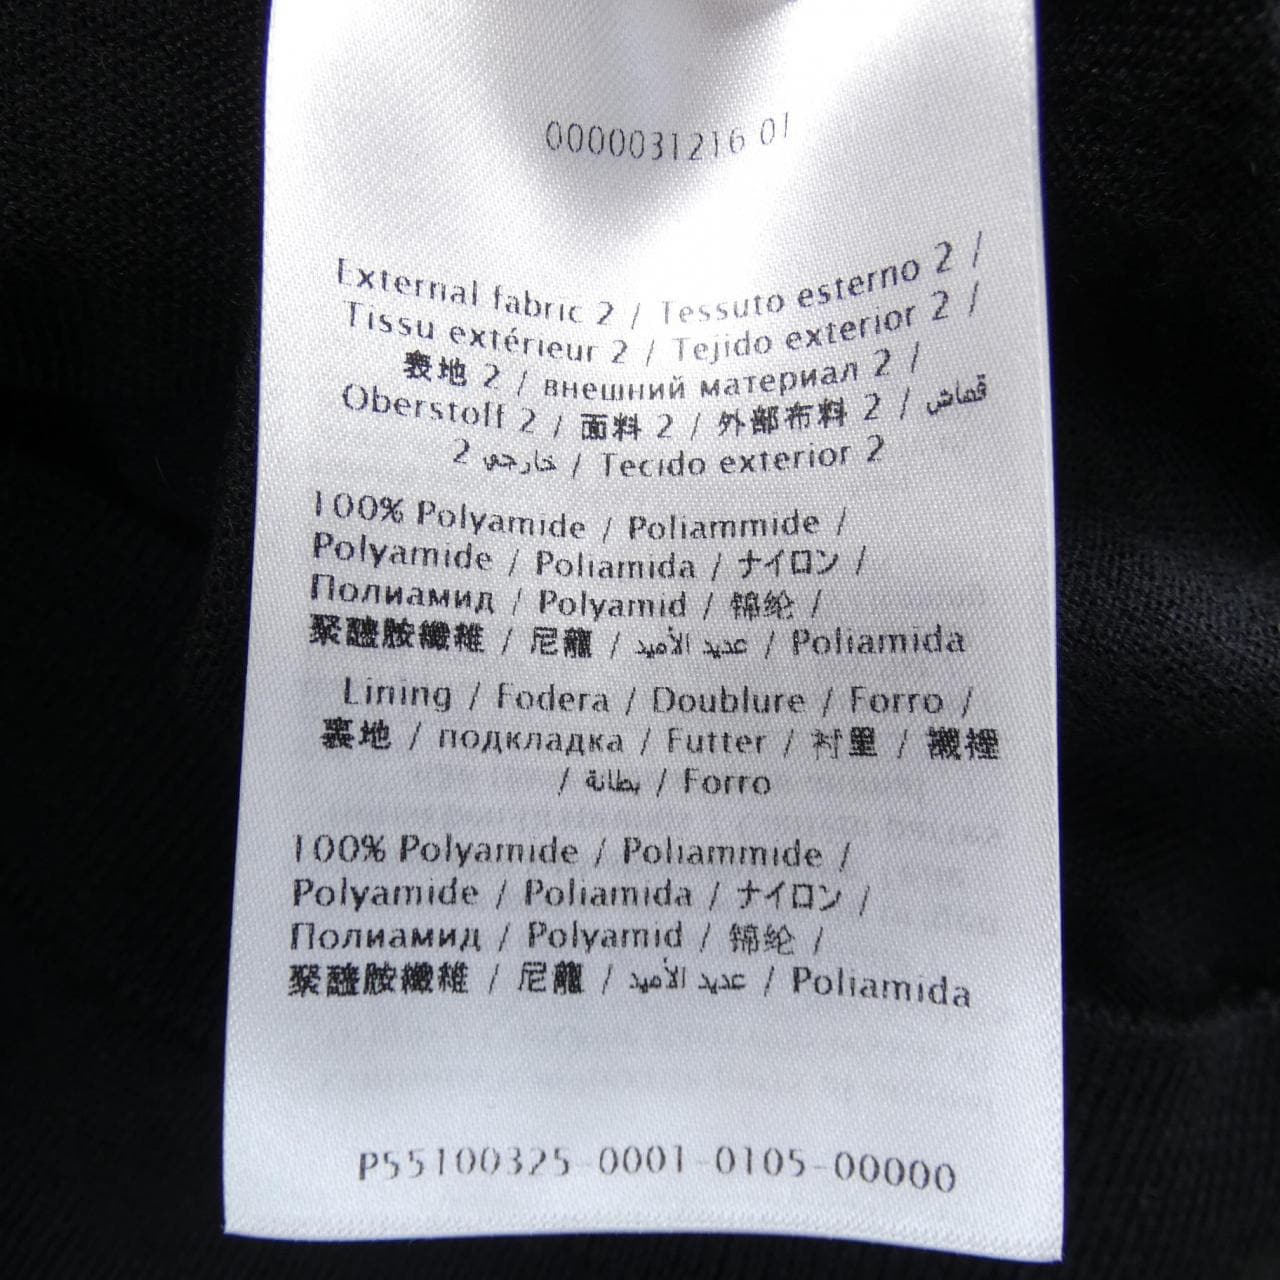 0000031216 01
External fabric 2 / Tessuto esterno 2 /
Tissu extérieur 2 / Tejido exterior 2 /
表地 2 / внешний материал 2 /
Oberstoff 2 / 面料 2 / 外部布料 2 / قماش
خارجي 2 / Tecido exterior 2
100% Polyamide / Poliammide /
Polyamide / Poliamida / ナイロン /
Полиамид / Polyamid / 锦纶 /
聚醯胺纖維 / 尼龍 / عديد الأميد / Poliamida
Lining / Fodera / Doublure / Forro /
裏地 / подкладка / Futter / 衬里 / 襯裡
/ بطانة / Forro
100% Polyamide / Poliammide /
Polyamide / Poliamida / ナイロン /
Полиамид / Polyamid / 锦纶 /
聚醯胺纖維 / 尼龍 / عديد الأميد / Poliamida
P55100325-0001-0105-00000